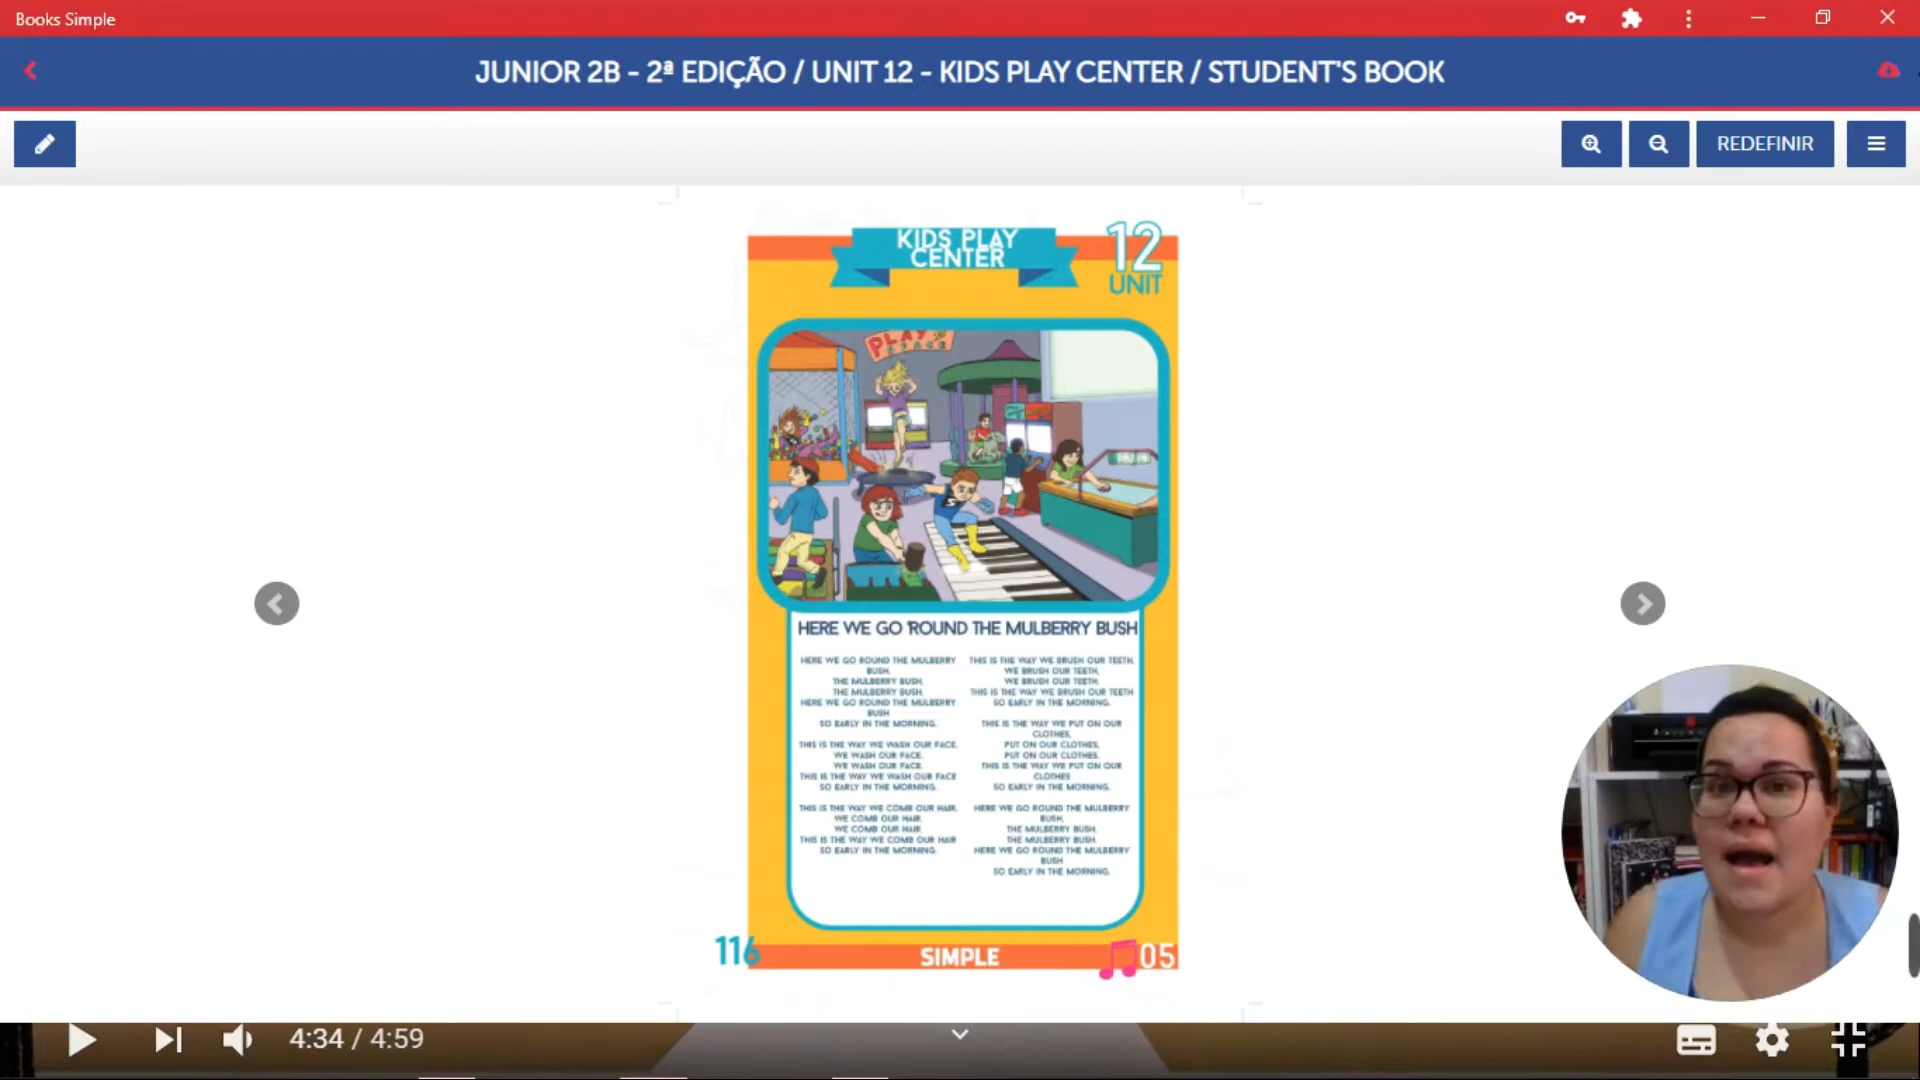 Books Simple
JUNIOR 2B - 2ª EDIÇÃO / UNIT 12 - KIDS PLAY CENTER / STUDENT'S BOOK
REDEFINIR
KIDS PLAY
CENTER
12
UNIT
PLAY
SPACE
HERE WE GO 'ROUND THE MULBERRY BUSH
HERE WE GO ROUND THE MULBERRY
BUSH,
THE MULBERRY BUSH,
THE MULBERRY BUSH.
HERE WE GO ROUND THE MULBERRY
BUSH
SO EARLY IN THE MORNING.
THIS IS THE WAY WE WASH OUR FACE,
WE WASH OUR FACE,
WE WASH OUR FACE.
THIS IS THE WAY WE WASH OUR FACE
SO EARLY IN THE MORNING.
THIS IS THE WAY WE COMB OUR HAIR,
WE COMB OUR HAIR,
WE COMB OUR HAIR.
THIS IS THE WAY WE COMB OUR HAIR
SO EARLY IN THE MORNING.
THIS IS THE WAY WE BRUSH OUR TEETH,
WE BRUSH OUR TEETH,
WE BRUSH OUR TEETH.
THIS IS THE WAY WE BRUSH OUR TEETH
SO EARLY IN THE MORNING.
THIS IS THE WAY WE PUT ON OUR
CLOTHES,
PUT ON OUR CLOTHES,
PUT ON OUR CLOTHES.
THIS IS THE WAY WE PUT ON OUR
CLOTHES
SO EARLY IN THE MORNING.
HERE WE GO ROUND THE MULBERRY
BUSH,
THE MULBERRY BUSH,
THE MULBERRY BUSH.
HERE WE GO ROUND THE MULBERRY
BUSH
SO EARLY IN THE MORNING.
116
SIMPLE
05
4:34 / 4:59